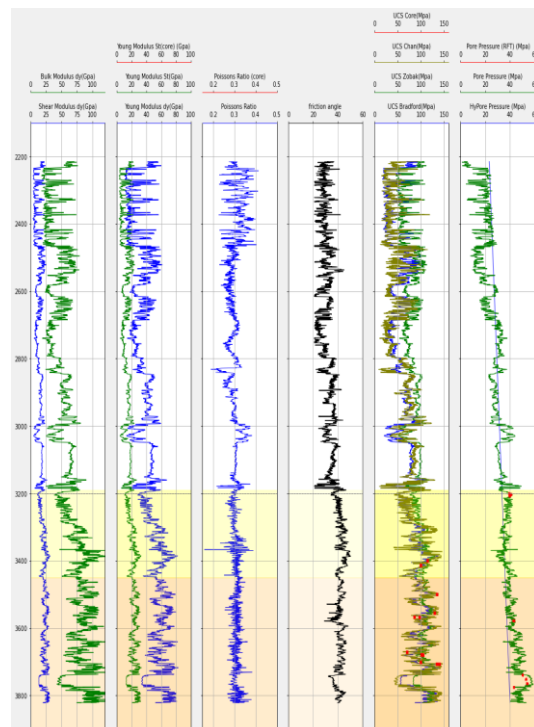 UCS Core(Mpa)
0 50 100 150
Young Modulus St(core) (Gpa)
0 20 40 60 80 100
UCS Chan(Mpa)
0 50 100 150
Bulk Modulus dy(Gpa)
25 50 75 100
Young Modulus St(Gpa)
0 20 40 60 80 100
Poissons Ratio (core)
0.2 0.3 0.4 0.5
UCS Zobak(Mpa)
0 50 100 150
Pore Pressure (RFT) (Mpa)
0 20 40 60
Pore Pressure (Mpa)
0 20 40 60
Shear Modulus dy(Gpa)
25 50 75 100
Young Modulus dy(Gpa)
0 20 40 60 80 100
Poissons Ratio
0.2 0.3 0.4 0.5
friction angle
0 20 40 60
UCS Bradford(Mpa)
0 50 100 150
HyPore Pressure (Mpa)
0 20 40 60
2200
2400
2600
2800
3000
3200
3400
3600
3800